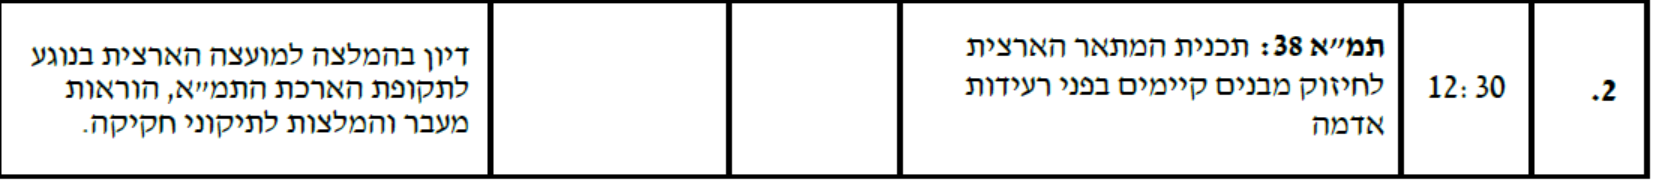 .2
12:30
תמ״א 38: תכנית המתאר הארצית
לחיזוק מבנים קיימים בפני רעידות
אדמה
דיון בהמלצה למועצה הארצית בנוגע
לתקופת הארכת התמ״א, הוראות
מעבר והמלצות לתיקוני חקיקה.